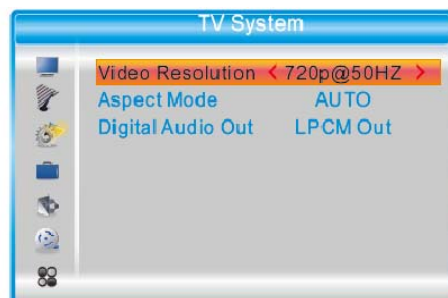 TV System
Video Resolution < 720p@50HZ >
Aspect Mode AUTO
Digital Audio Out LPCM Out